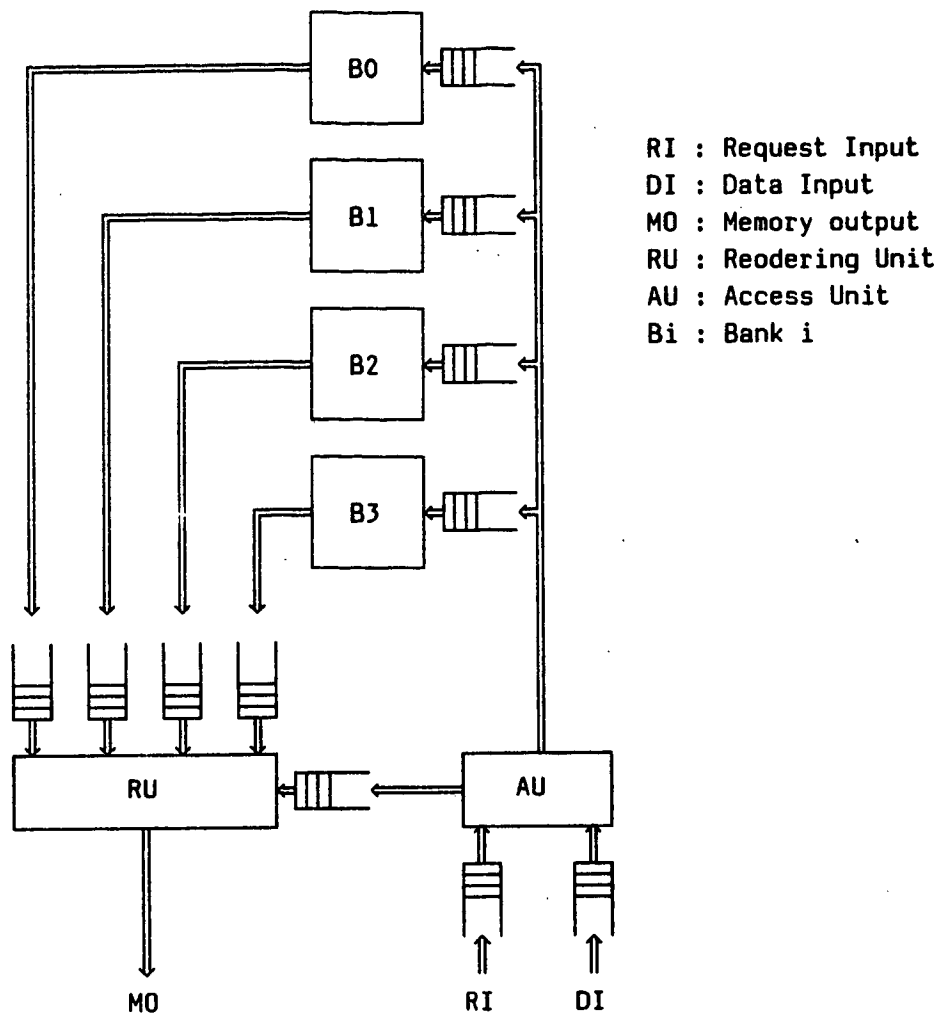 B0
B1
B2
B3
RI : Request Input
DI : Data Input
MO : Memory output
RU : Reodering Unit
AU : Access Unit
Bi : Bank i
RU
AU
MO
RI
DI